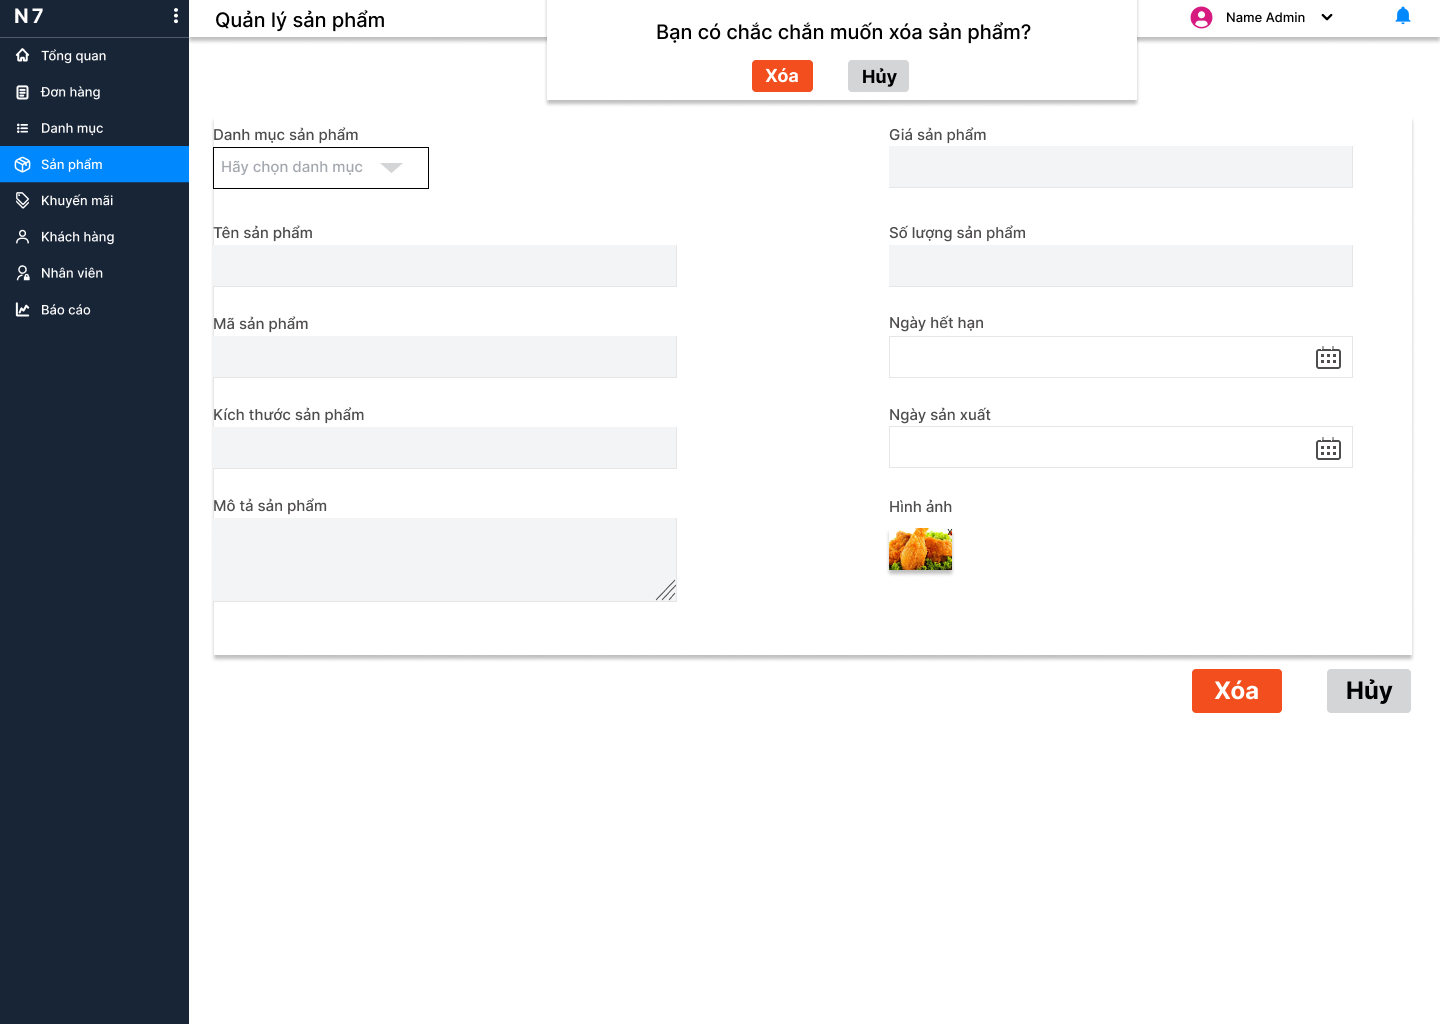 N7
Tổng quan
Đơn hàng
Danh mục
Sản phẩm
Khuyến mãi
Khách hàng
Nhân viên
Báo cáo
Quản lý sản phẩm
Bạn có chắc chắn muốn xóa sản phẩm?
Xóa
Hủy
Name Admin
Danh mục sản phẩm
Hãy chọn danh mục
Tên sản phẩm
Mã sản phẩm
Kích thước sản phẩm
Mô tả sản phẩm
Giá sản phẩm
Số lượng sản phẩm
Ngày hết hạn
Ngày sản xuất
Hình ảnh
x
Xóa
Hủy